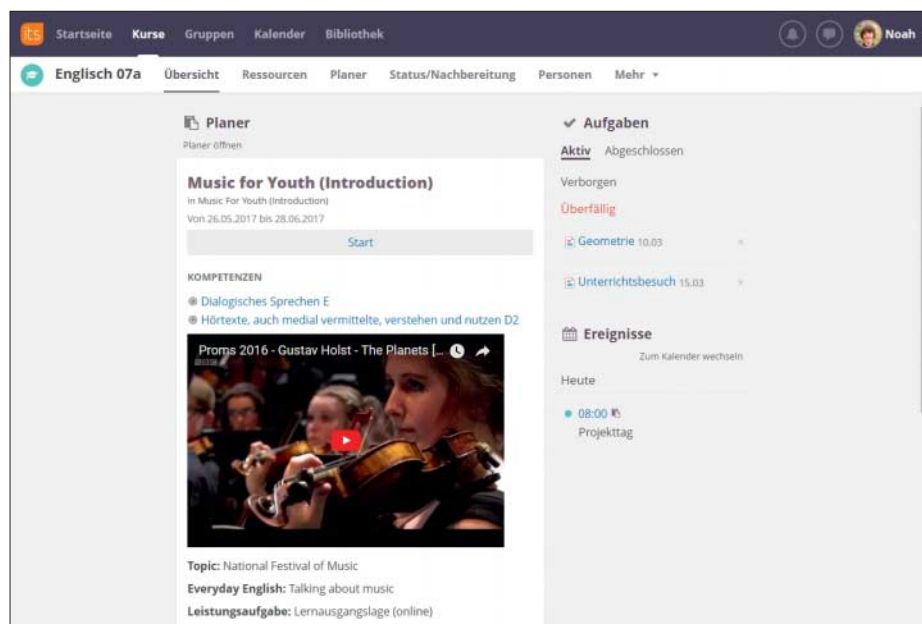 its Startseite Kurse Gruppen Kalender Bibliothek Noah
Englisch 07a Übersicht Ressourcen Planer Status/Nachbereitung Personen Mehr
Planer
Planer öffnen
Music for Youth (Introduction)
in Music For Youth (Introduction)
Von 26.05.2017 bis 28.06.2017
Start
KOMPETENZEN
Dialogisches Sprechen E
Hörtexte, auch medial vermittelte, verstehen und nutzen D2
Proms 2016 - Gustav Holst - The Planets [...
Topic: National Festival of Music
Everyday English: Talking about music
Leistungsaufgabe: Lernausgangslage (online)
Aufgaben
Aktiv Abgeschlossen
Verborgen
Überfällig
Geometrie 10.03 ×
Unterrichtsbesuch 15.03 ×
Ereignisse
Zum Kalender wechseln
Heute
08:00
Projekttag